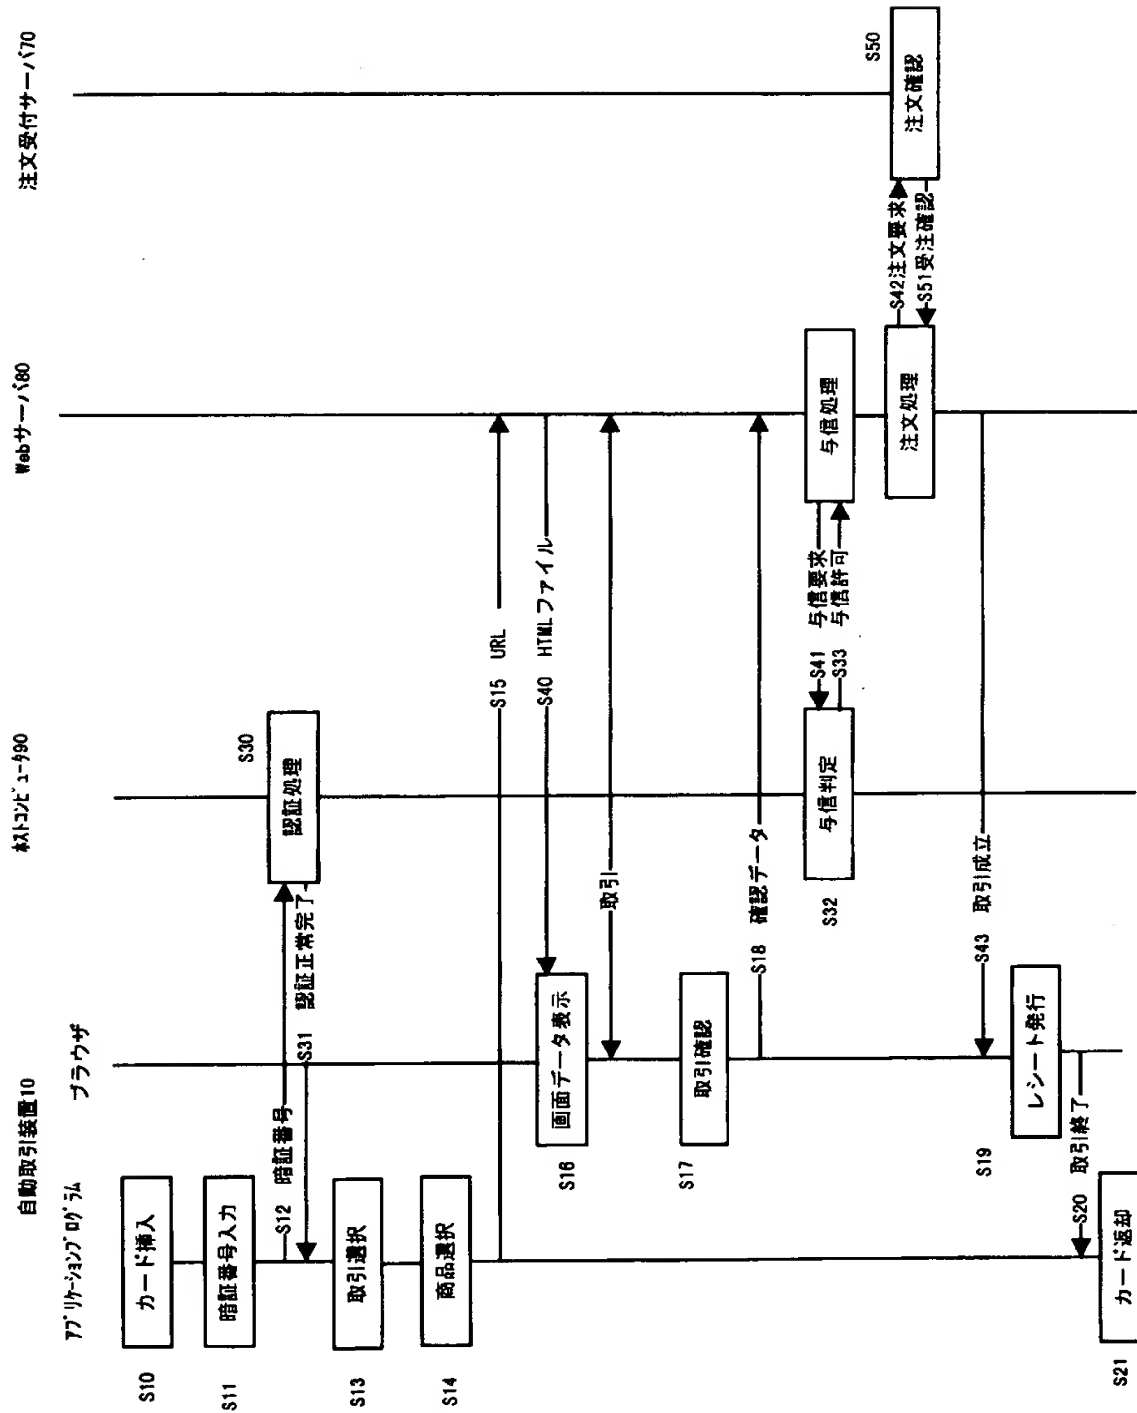 自動取引装置10
アプリケーションプログラム
ブラウザ
ホストコンピュータ90
Webサーバ80
注文受付サーバ70
S10
カード挿入
S11
暗証番号入力
S12 暗証番号
S30
認証処理
S31 認証正常完了
S13
取引選択
S14
商品選択
S15 URL
S40 HTMLファイル
S16
画面データ表示
取引
S17
取引確認
S18 確認データ
与信処理
S41 与信要求
S33 与信許可
S32
与信判定
注文処理
S42注文要求
S51受注確認
S50
注文確認
S43 取引成立
S19
レシート発行
S20 取引終了
S21
カード返却